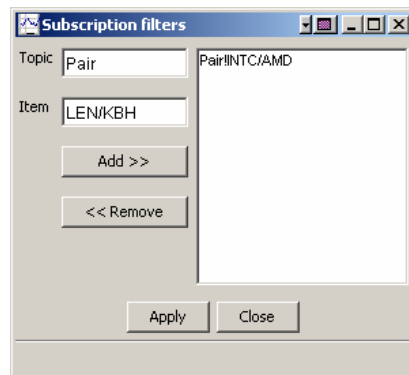 Subscription filters
Topic Pair
Pair!INTC/AMD
Item LEN/KBH
Add >>
<< Remove
Apply Close